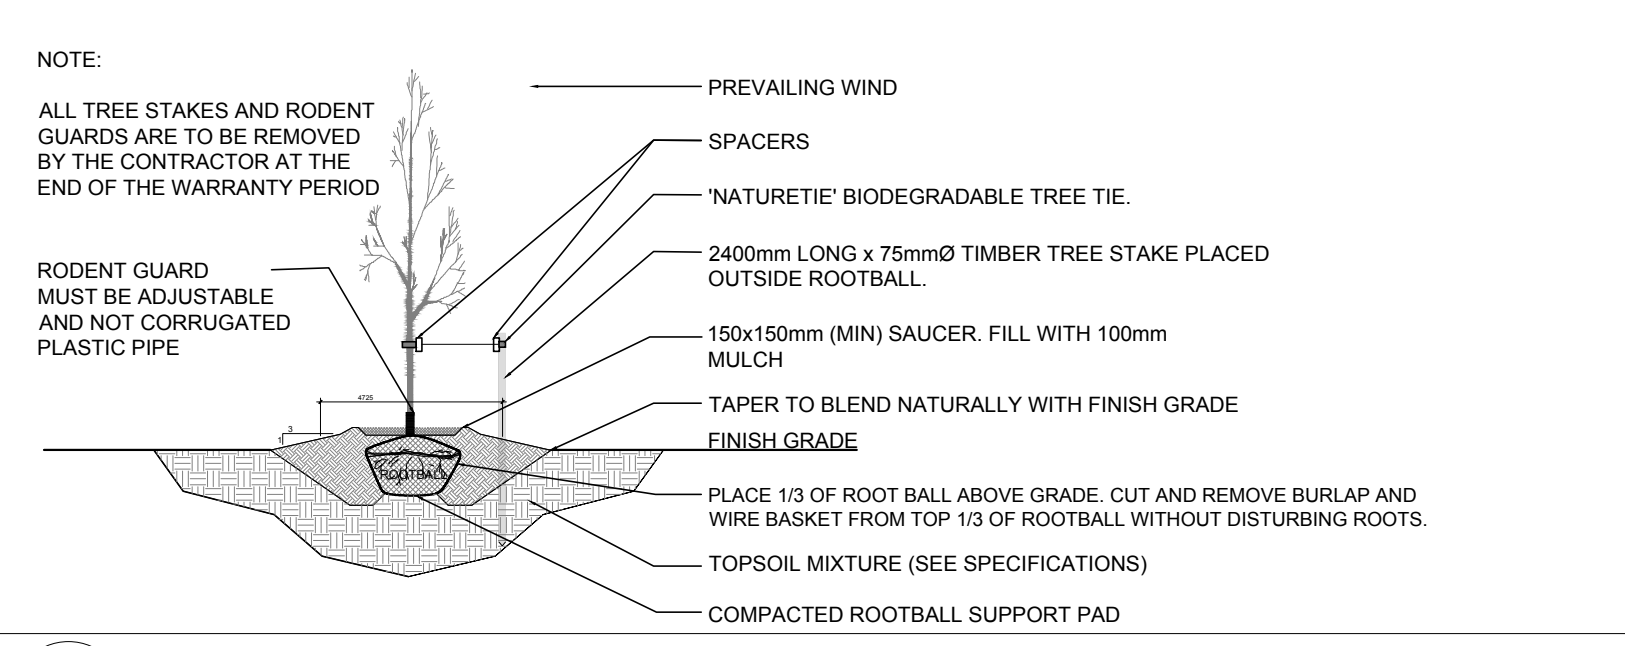 NOTE:
ALL TREE STAKES AND RODENT
GUARDS ARE TO BE REMOVED
BY THE CONTRACTOR AT THE
END OF THE WARRANTY PERIOD
RODENT GUARD
MUST BE ADJUSTABLE
AND NOT CORRUGATED
PLASTIC PIPE
PREVAILING WIND
SPACERS
'NATURETIE' BIODEGRADABLE TREE TIE.
2400mm LONG x 75mmØ TIMBER TREE STAKE PLACED
OUTSIDE ROOTBALL.
150x150mm (MIN) SAUCER. FILL WITH 100mm
MULCH
TAPER TO BLEND NATURALLY WITH FINISH GRADE
FINISH GRADE
PLACE 1/3 OF ROOT BALL ABOVE GRADE. CUT AND REMOVE BURLAP AND
WIRE BASKET FROM TOP 1/3 OF ROOTBALL WITHOUT DISTURBING ROOTS.
TOPSOIL MIXTURE (SEE SPECIFICATIONS)
COMPACTED ROOTBALL SUPPORT PAD
4725
3
1
ROOTBALL